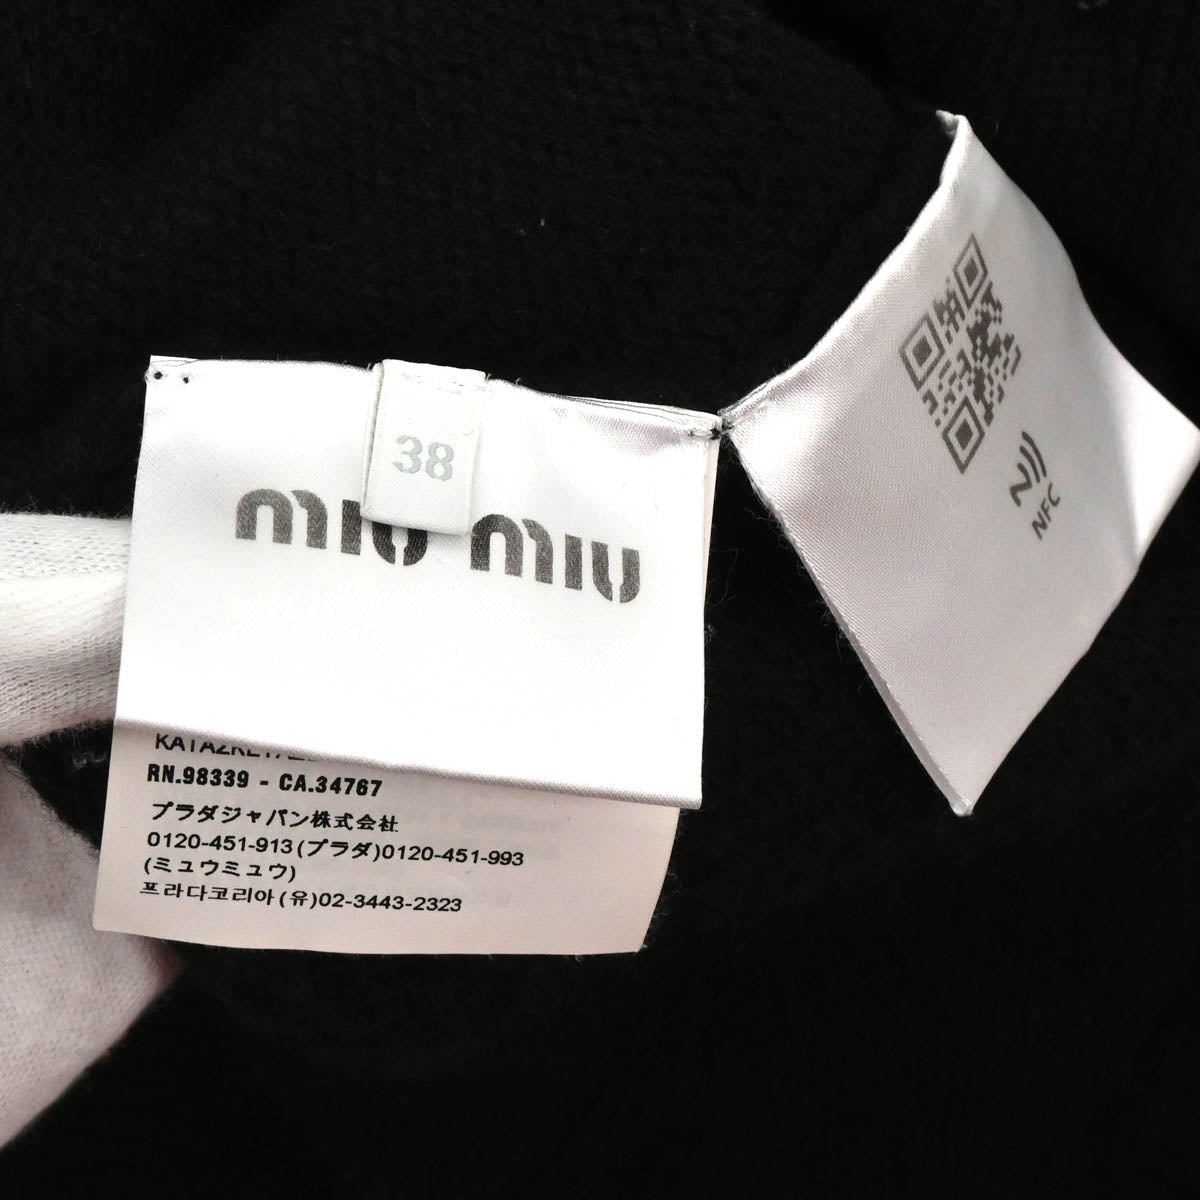 38
miu miu
RN.98339 - CA.34767
プラダジャパン株式会社
0120-451-913(プラダ)0120-451-993
(ミュウミュウ)
프라다코리아(유)02-3443-2323
NFC